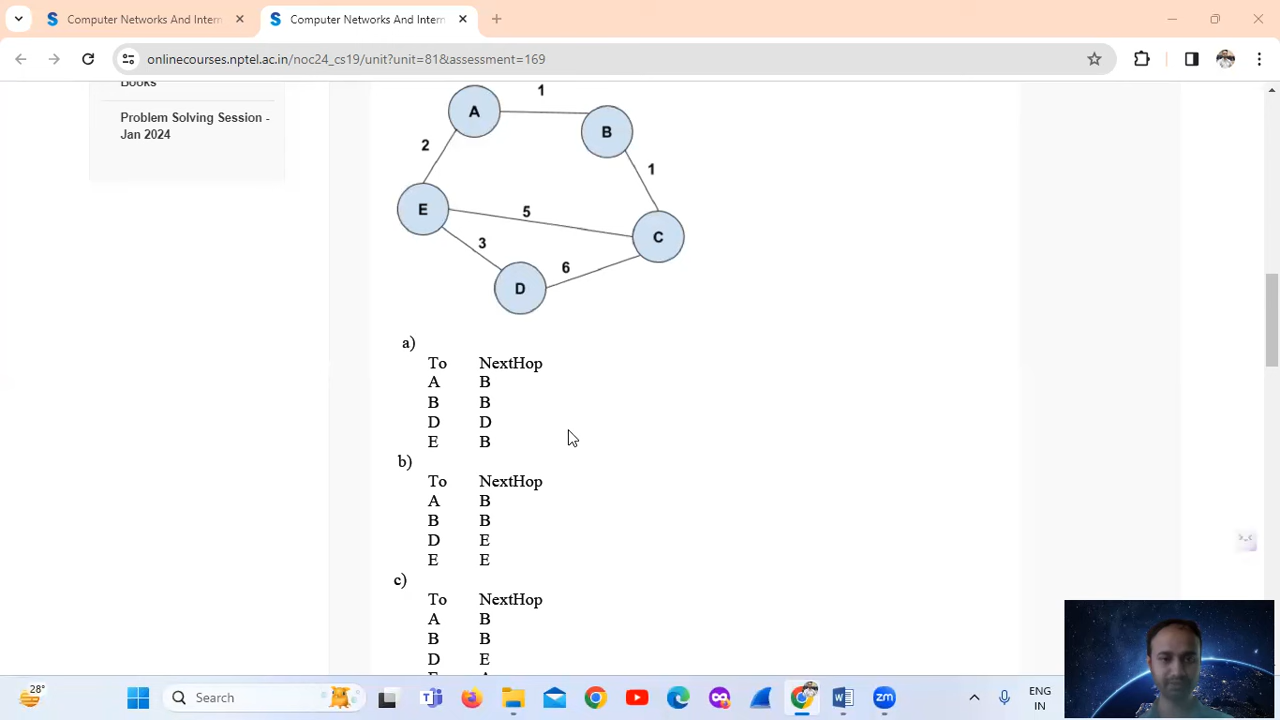 Computer Networks And Intern
Computer Networks And Intern
onlinecourses.nptel.ac.in/noc24_cs19/unit?unit=81&assessment=169
Books
Problem Solving Session -
Jan 2024
1
A
B
2
1
E
5
C
3
6
D
a)
To NextHop
A B
B B
D D
E B
b)
To NextHop
A B
B B
D E
E E
c)
To NextHop
A B
B B
D E
28°
Search
ENG
IN